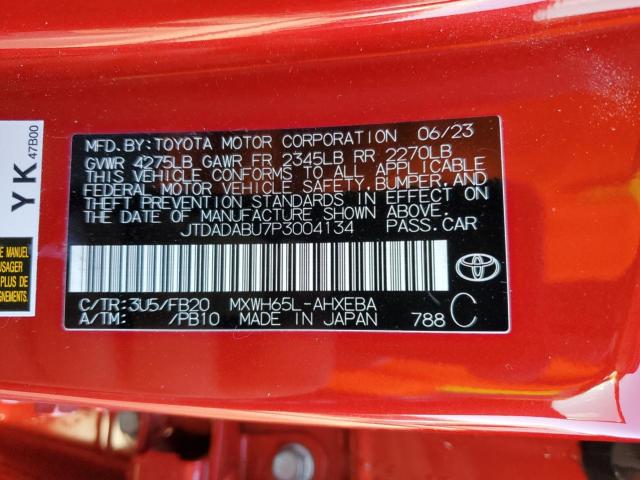 MFD. BY: TOYOTA MOTOR CORPORATION 06/23
GVWR 4275LB GAWR FR 2345LB RR 2270LB
THIS VEHICLE CONFORMS TO ALL APPLICABLE
FEDERAL MOTOR VEHICLE SAFETY, BUMPER, AND
THEFT PREVENTION STANDARDS IN EFFECT ON
THE DATE OF MANUFACTURE SHOWN ABOVE.
JTDADABU7P3004134 PASS. CAR
C/TR: 3U5/FB20 MXWH65L-AHXEBA
A/TM: /PB10 MADE IN JAPAN 788 C
YK
47B00
E MANUEL
USAGER